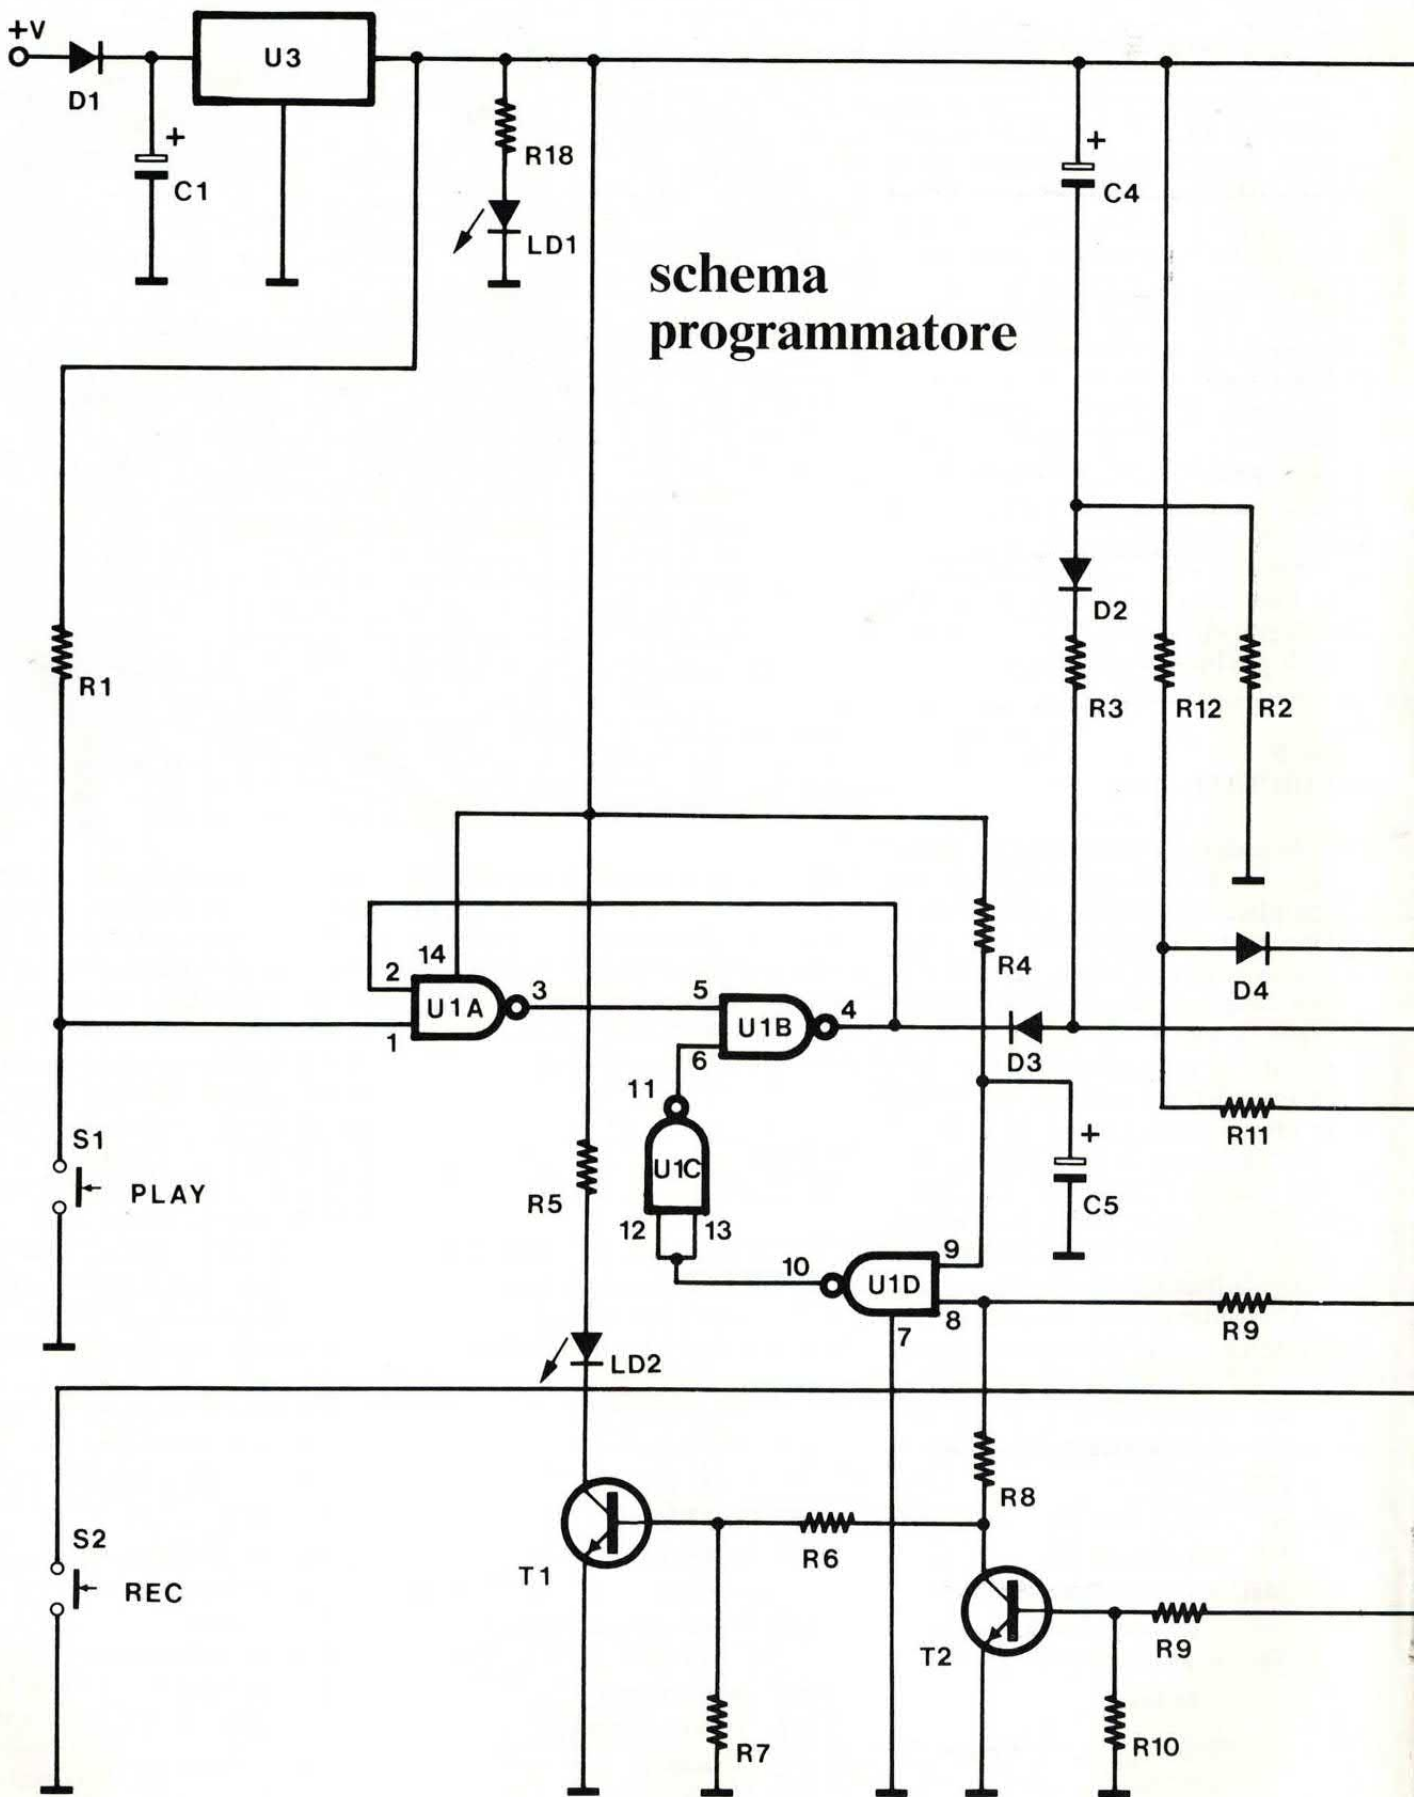 +V
U3
D1
+
C1
R18
LD1
+
C4
schema
programmatore
D2
R1
R3
R12
R2
14
2
U1A
3
5
U1B
4
R4
D4
1
6
D3
11
R11
S1
PLAY
U1C
R5
+
C5
12
13
10
U1D
9
8
7
R9
LD2
R8
S2
REC
T1
R6
T2
R9
R7
R10